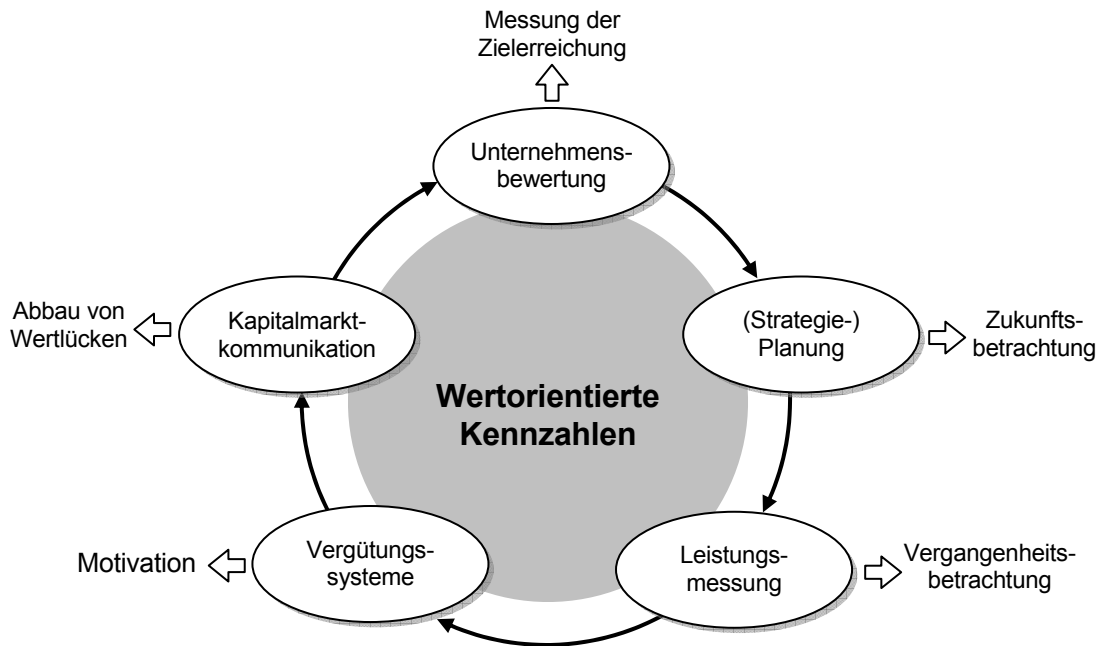 Messung der
Zielerreichung
Unternehmens-
bewertung
Abbau von
Wertlücken
Kapitalmarkt-
kommunikation
(Strategie-)
Planung
Zukunfts-
betrachtung
Wertorientierte
Kennzahlen
Motivation
Vergütungs-
systeme
Leistungs-
messung
Vergangenheits-
betrachtung